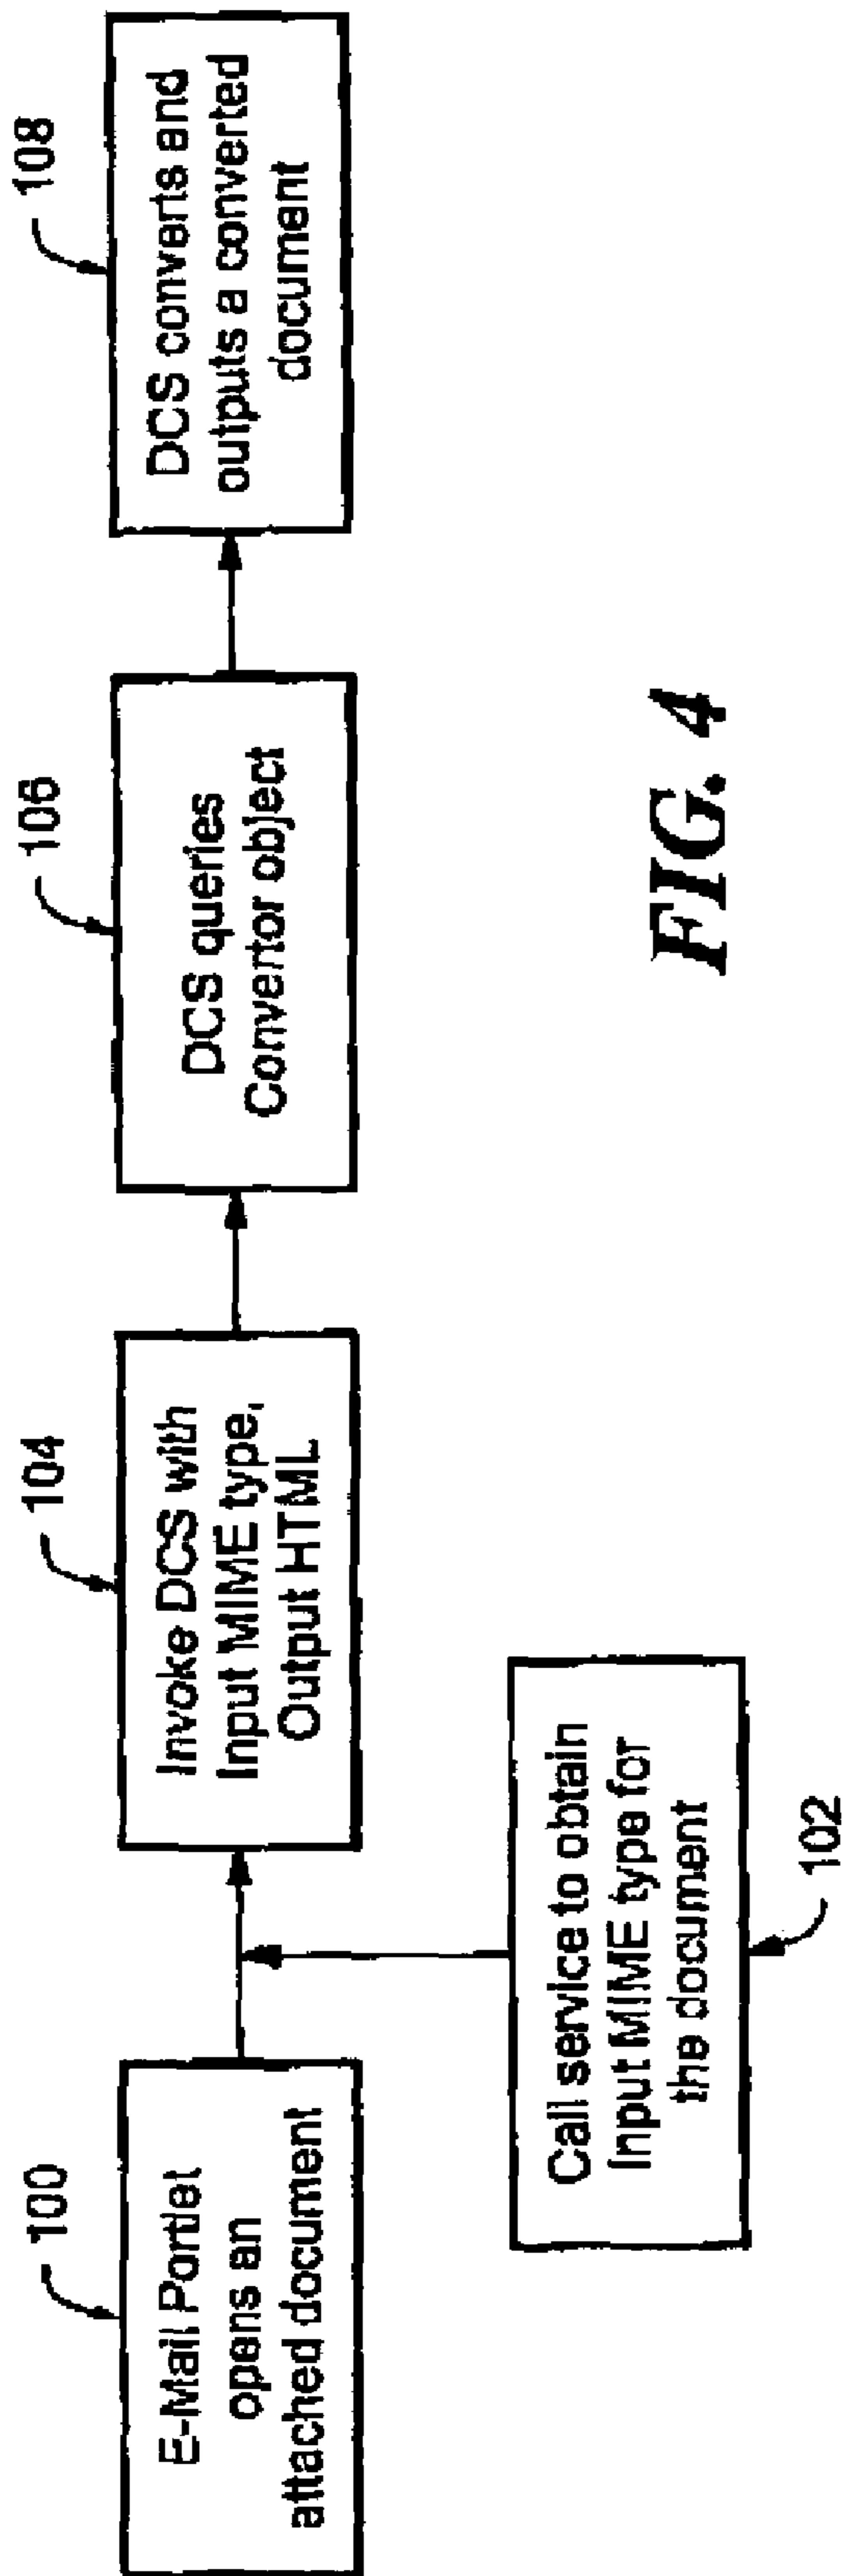 100
E-Mail Portlet
opens an
attached document
102
Call service to obtain
Input MIME type for
the document
104
Invoke DCS with
Input MIME type,
Output HTML
106
DCS queries
Convertor object
108
DCS converts and
outputs a converted
document
FIG. 4